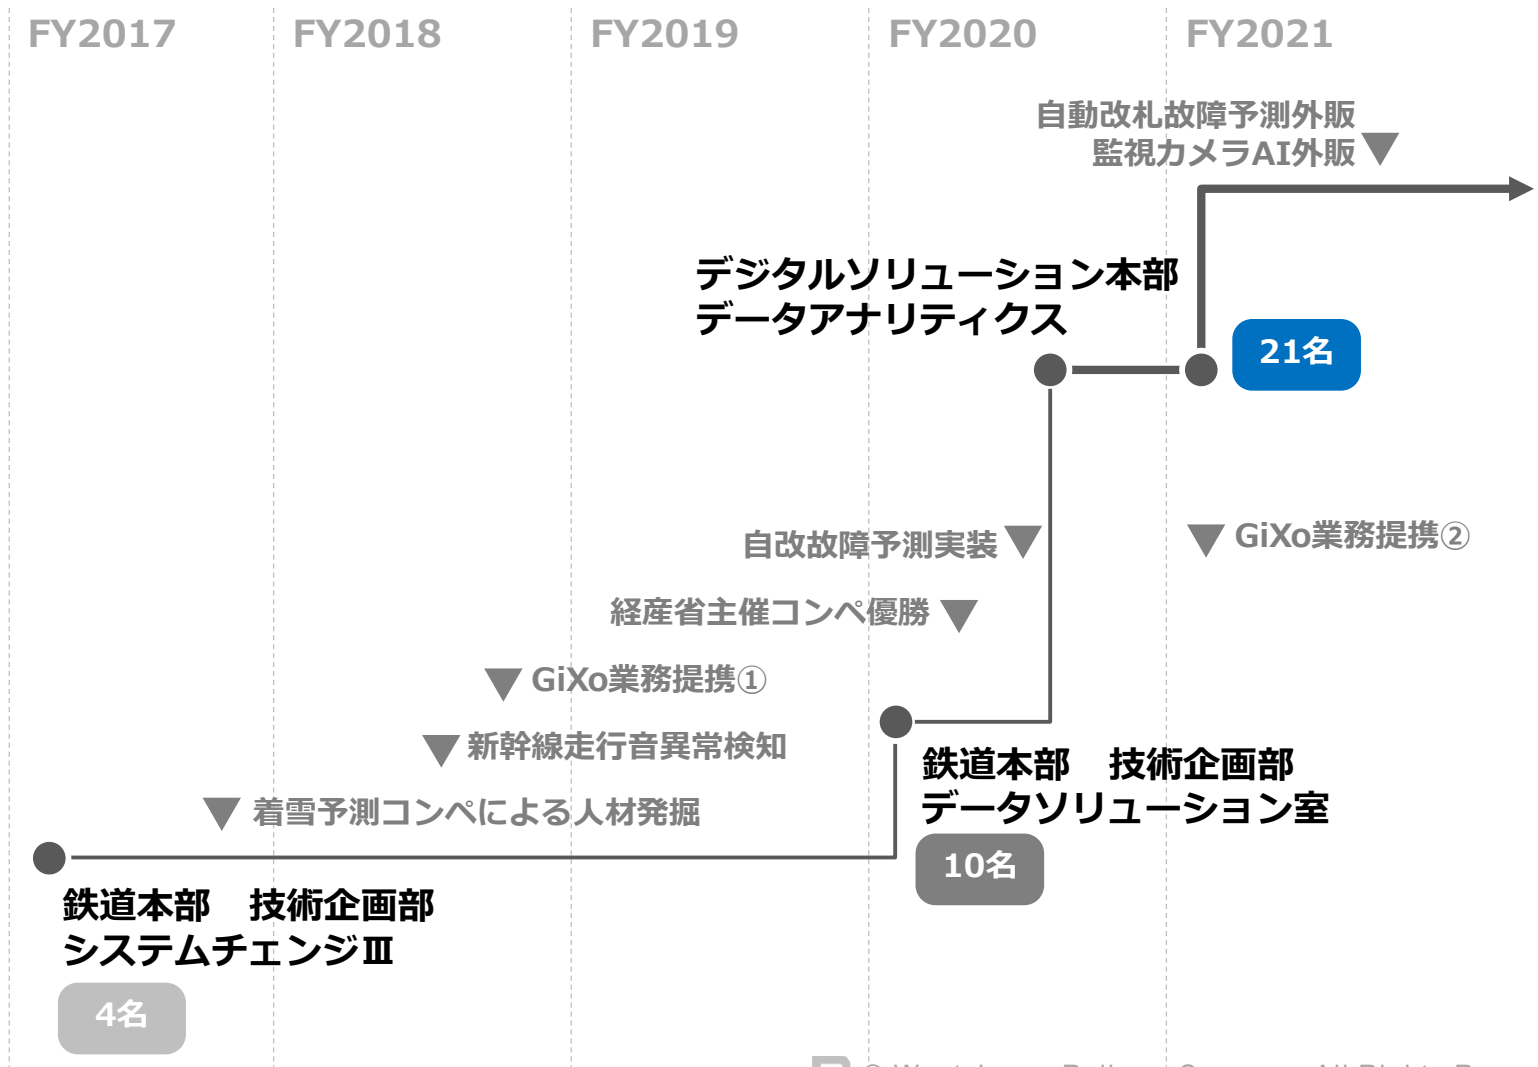 FY2017
FY2018
FY2019
FY2020
FY2021
自動改札故障予測外販
監視カメラAI外販
デジタルソリューション本部
データアナリティクス
21名
自改故障予測実装
GiXo業務提携②
経産省主催コンペ優勝
GiXo業務提携①
新幹線走行音異常検知
鉄道本部 技術企画部
データソリューション室
10名
着雪予測コンペによる人材発掘
鉄道本部 技術企画部
システムチェンジⅢ
4名